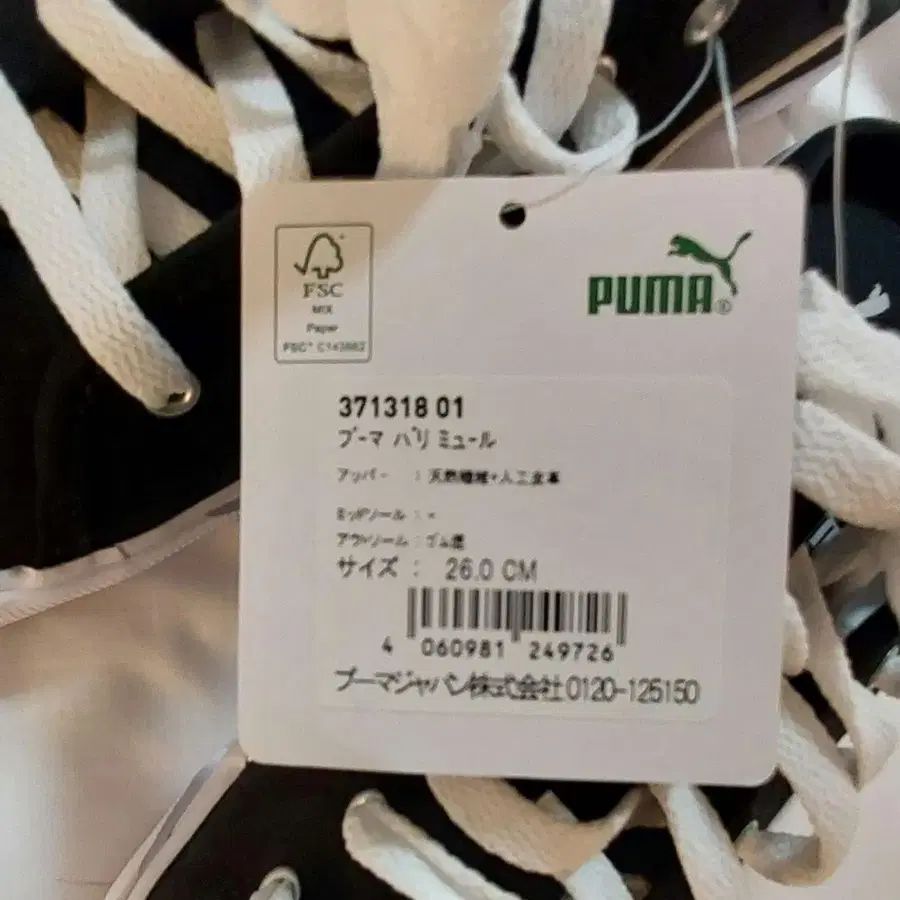 FSC
MIX
Paper
FSC® C143662
PUMA®
371318 01
プーマ バリ ミュール
アッパー : 天然繊維+人工皮革
ミッドソール : -
アウトソール : ゴム底
サイズ : 26.0 CM
4 060981 249726
プーマジャパン株式会社 0120-125150